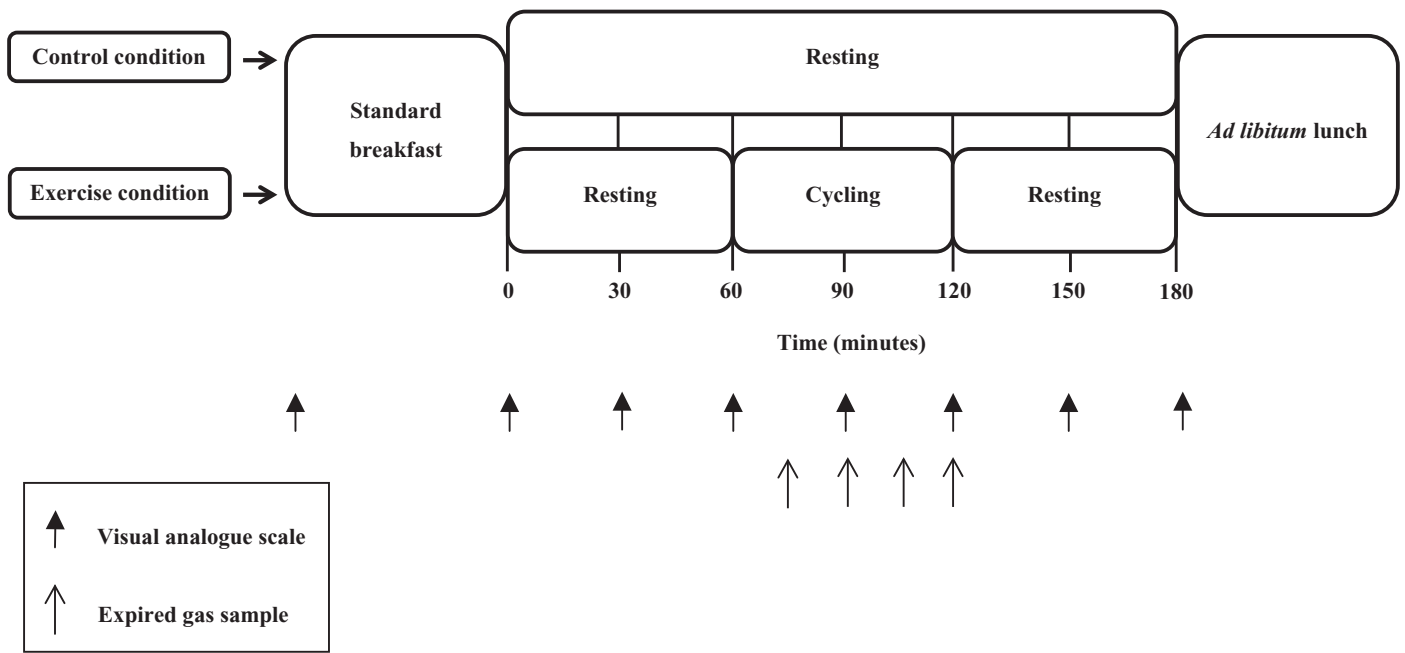 Control condition
Resting
Standard
breakfast
Ad libitum lunch
Exercise condition
Resting
Cycling
Resting
0 30 60 90 120 150 180
Time (minutes)
Visual analogue scale
Expired gas sample